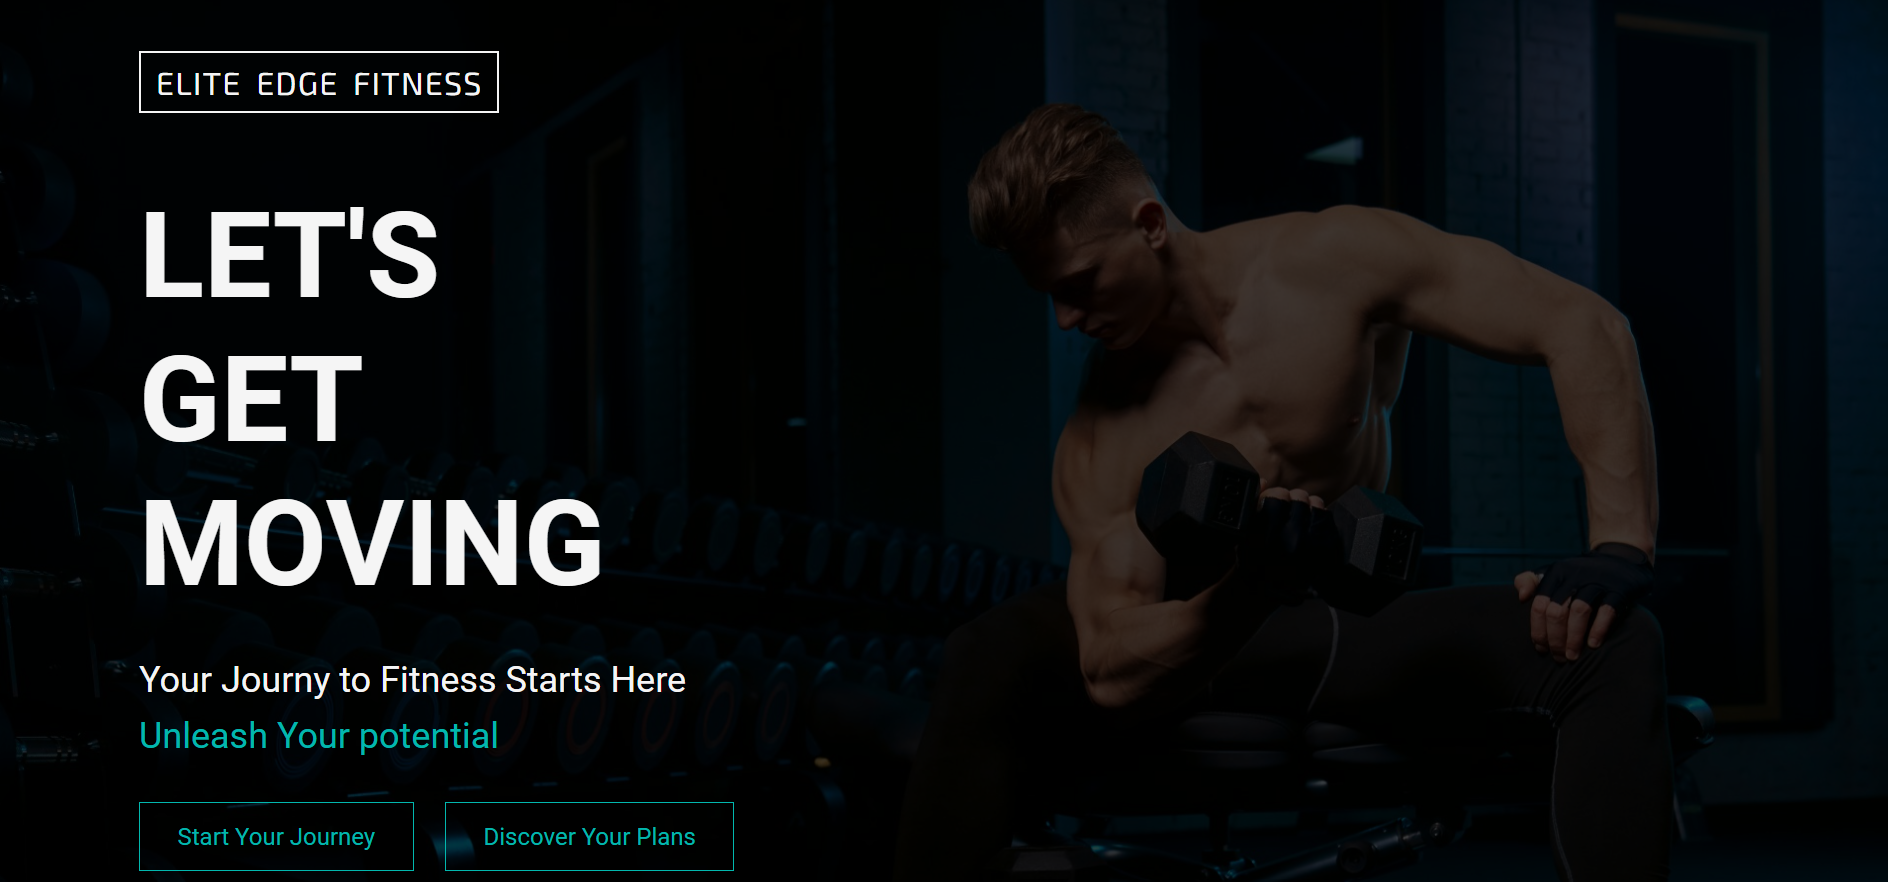 ELITE EDGE FITNESS
LET'S
GET
MOVING
Your Journy to Fitness Starts Here
Unleash Your potential
Start Your Journey
Discover Your Plans